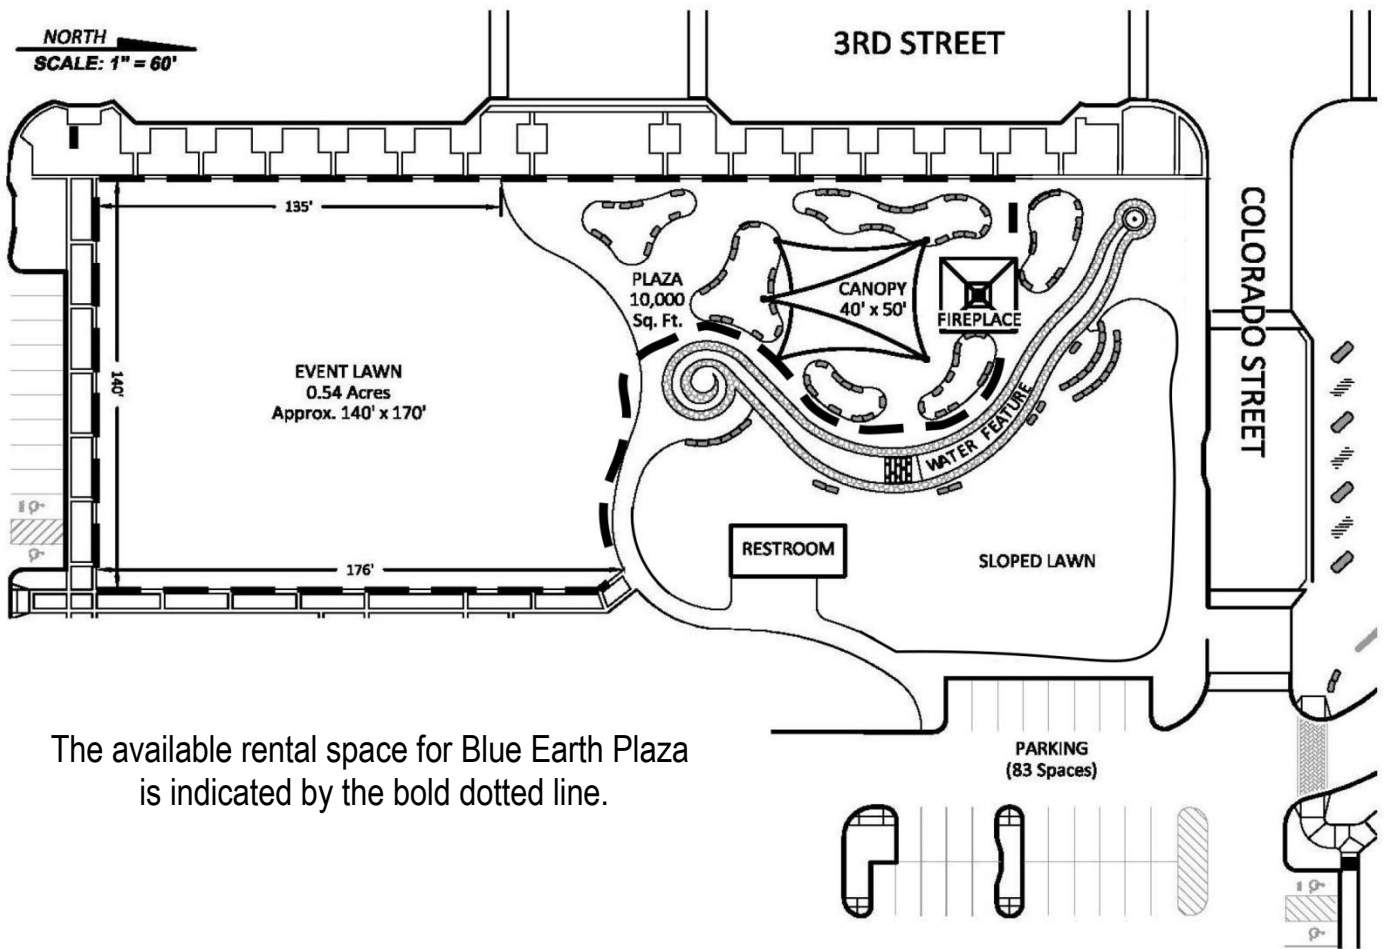 NORTH
SCALE: 1" = 60'
3RD STREET
135'
COLORADO STREET
PLAZA
10,000
Sq. Ft.
CANOPY
40' x 50'
FIREPLACE
EVENT LAWN
0.54 Acres
Approx. 140' x 170'
140'
WATER FEATURE
RESTROOM
SLOPED LAWN
176'
The available rental space for Blue Earth Plaza
is indicated by the bold dotted line.
PARKING
(83 Spaces)